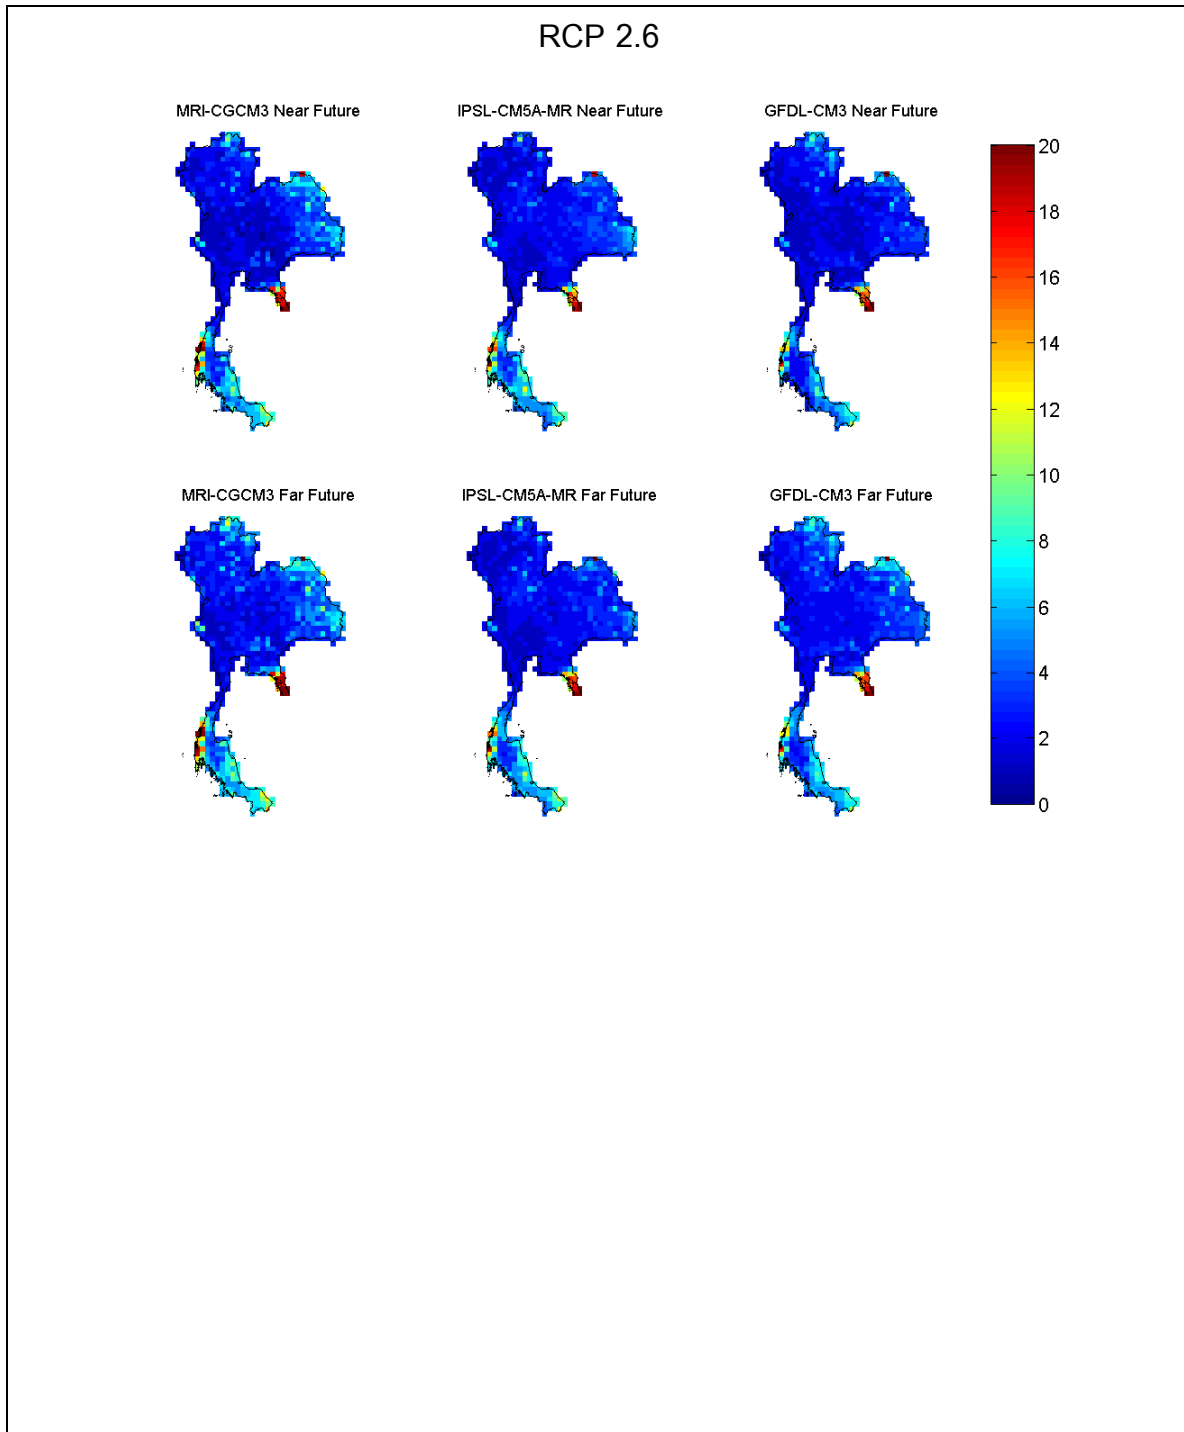 RCP 2.6
MRI-CGCM3 Near Future
IPSL-CM5A-MR Near Future
GFDL-CM3 Near Future
MRI-CGCM3 Far Future
IPSL-CM5A-MR Far Future
GFDL-CM3 Far Future
20
18
16
14
12
10
8
6
4
2
0